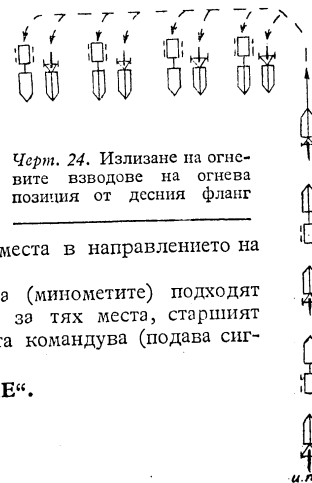 Черт. 24. Излизане на огне-
вите взводове на огнева
позиция от десния фланг
места в направлението на
а (минометите) подходят
за тях места, старшият
та командува (подава сиг-
Е“.